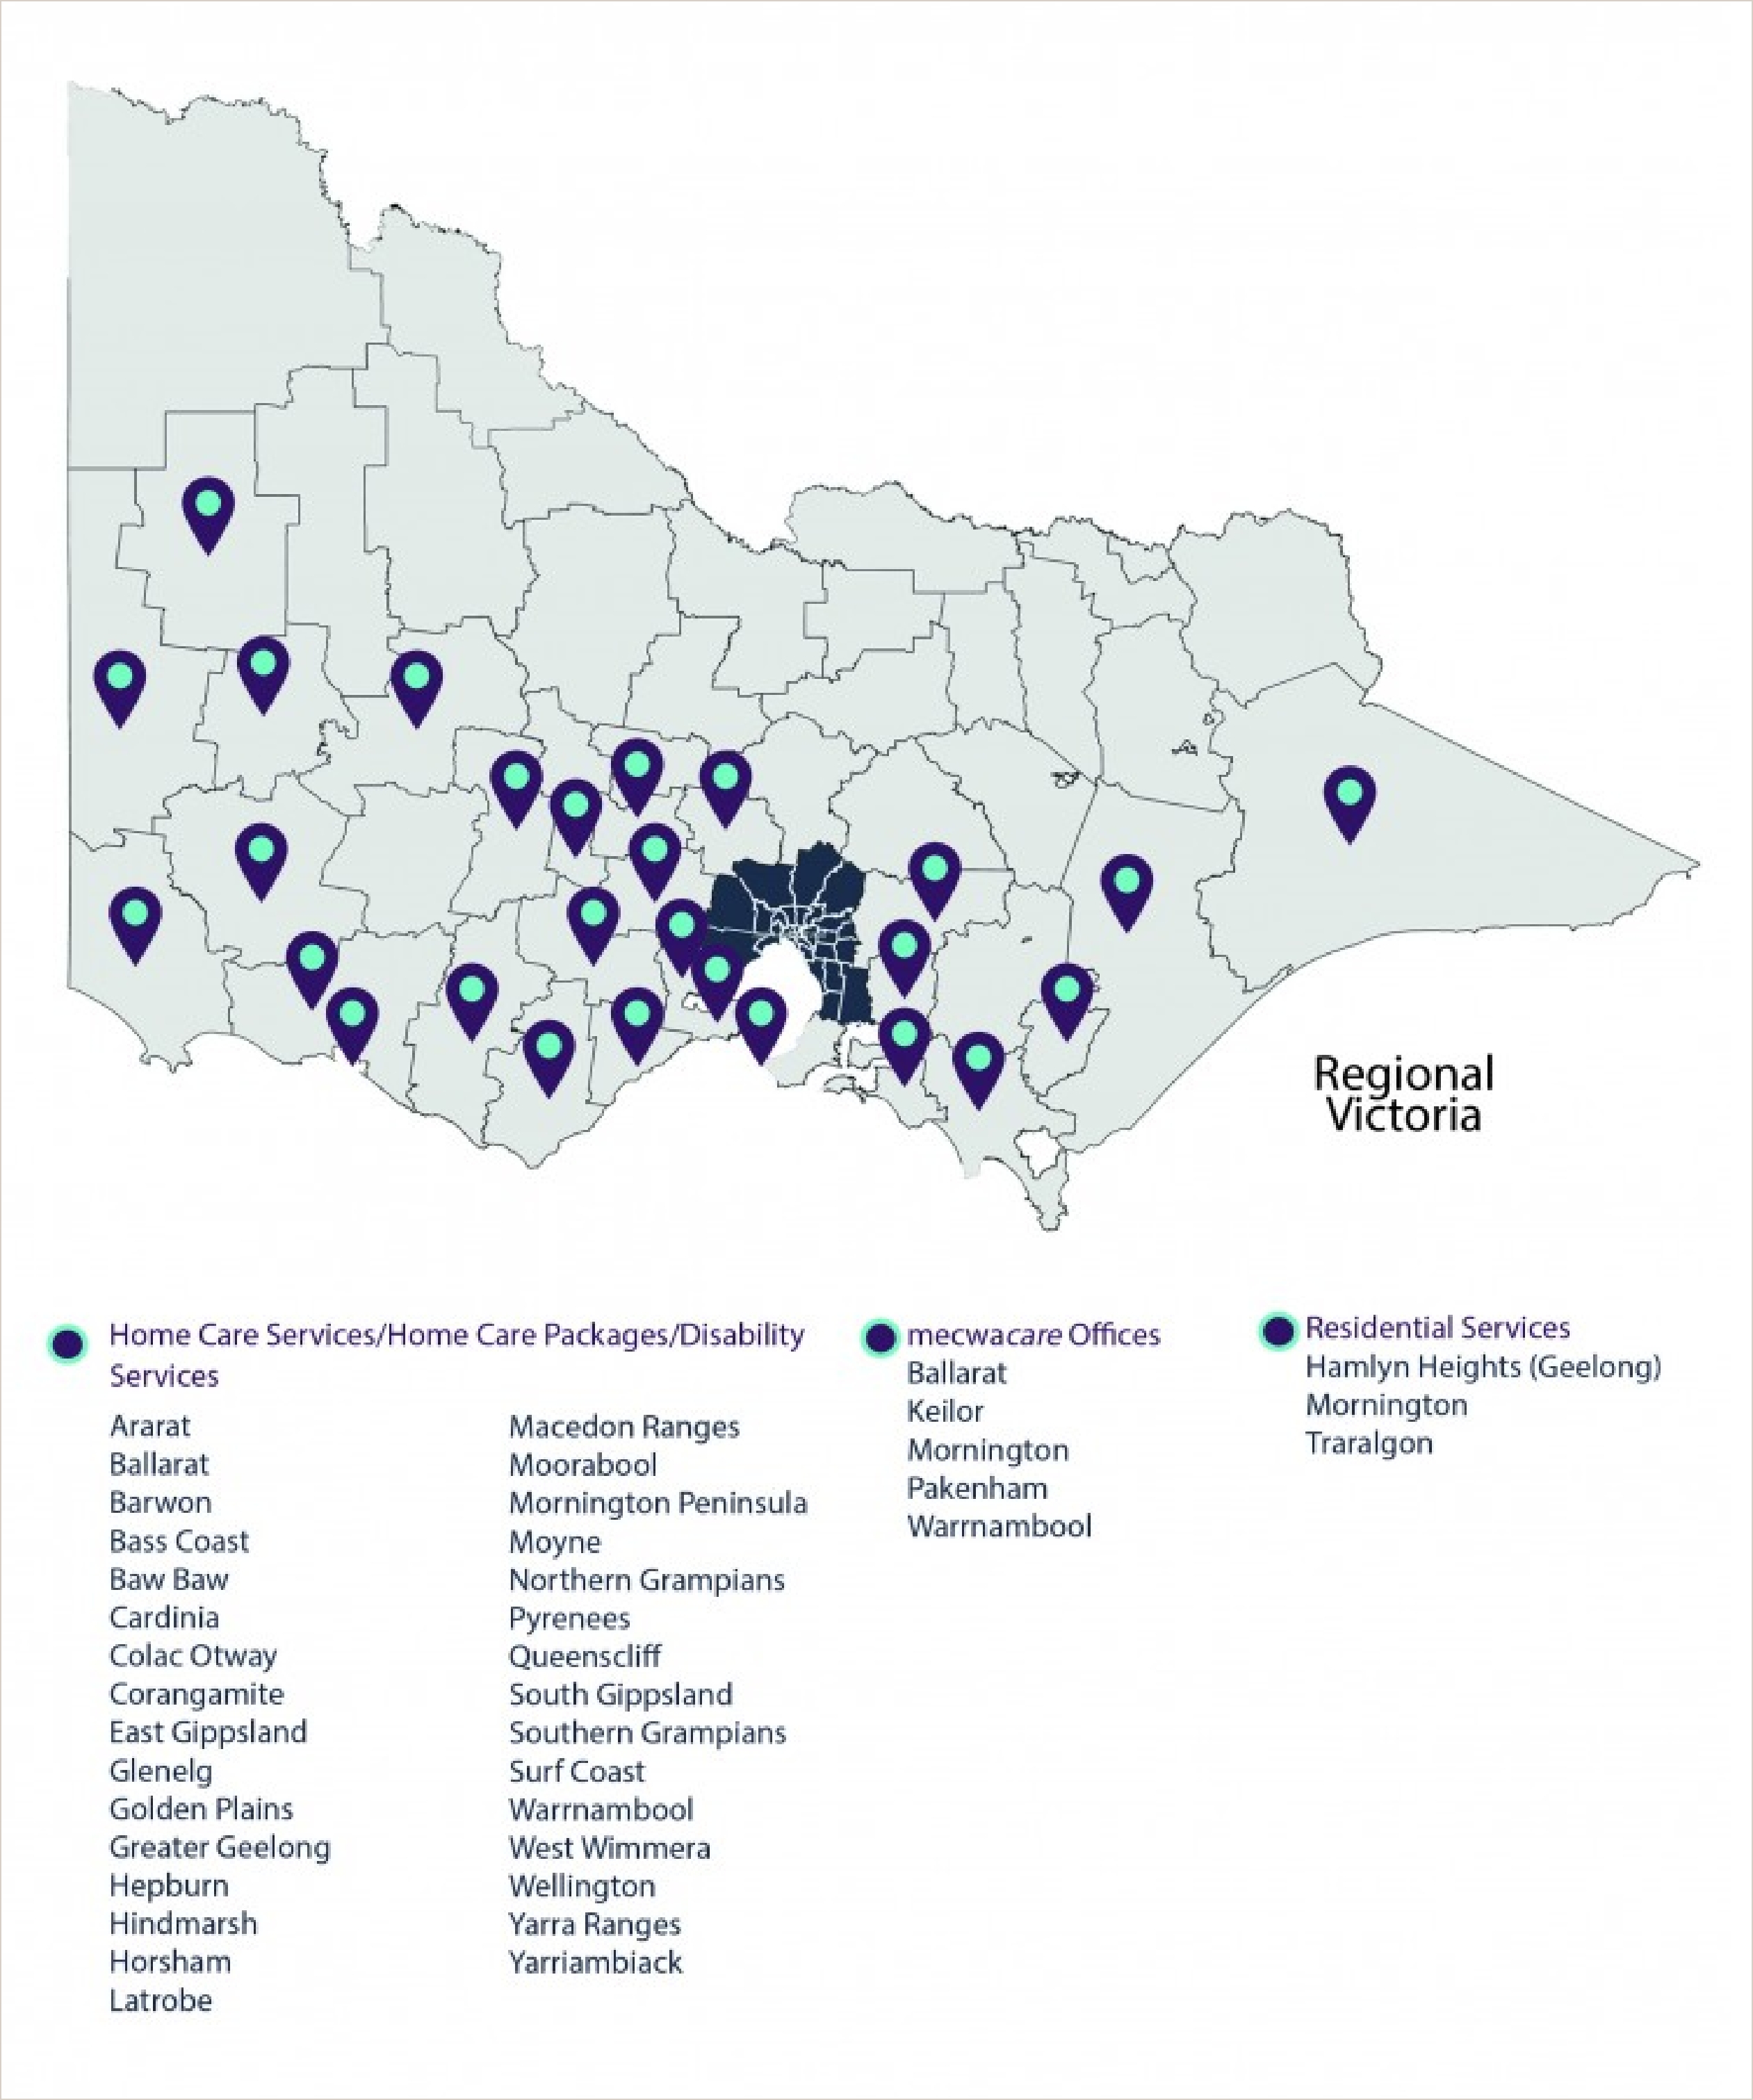 Regional
Victoria
Home Care Services/Home Care Packages/Disability
Services
Ararat
Ballarat
Barwon
Bass Coast
Baw Baw
Cardinia
Colac Otway
Corangamite
East Gippsland
Glenelg
Golden Plains
Greater Geelong
Hepburn
Hindmarsh
Horsham
Latrobe
Macedon Ranges
Moorabool
Mornington Peninsula
Moyne
Northern Grampians
Pyrenees
Queenscliff
South Gippsland
Southern Grampians
Surf Coast
Warrnambool
West Wimmera
Wellington
Yarra Ranges
Yarriambiack
mecwacare Offices
Ballarat
Keilor
Mornington
Pakenham
Warrnambool
Residential Services
Hamlyn Heights (Geelong)
Mornington
Traralgon